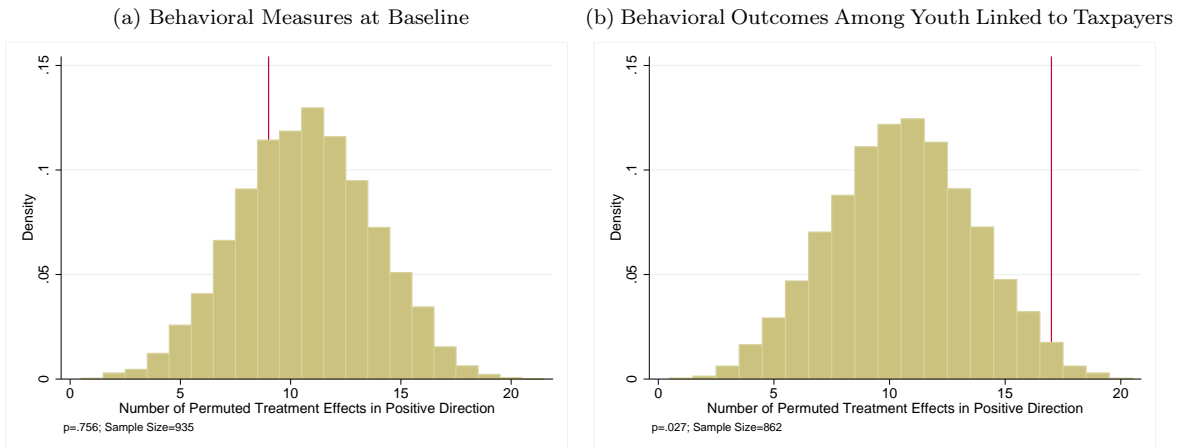 (a) Behavioral Measures at Baseline
.15
.1
.05
0
Density
0 5 10 15 20
Number of Permuted Treatment Effects in Positive Direction
p=.756; Sample Size=935
(b) Behavioral Outcomes Among Youth Linked to Taxpayers
.15
.1
.05
0
Density
0 5 10 15 20
Number of Permuted Treatment Effects in Positive Direction
p=.027; Sample Size=862